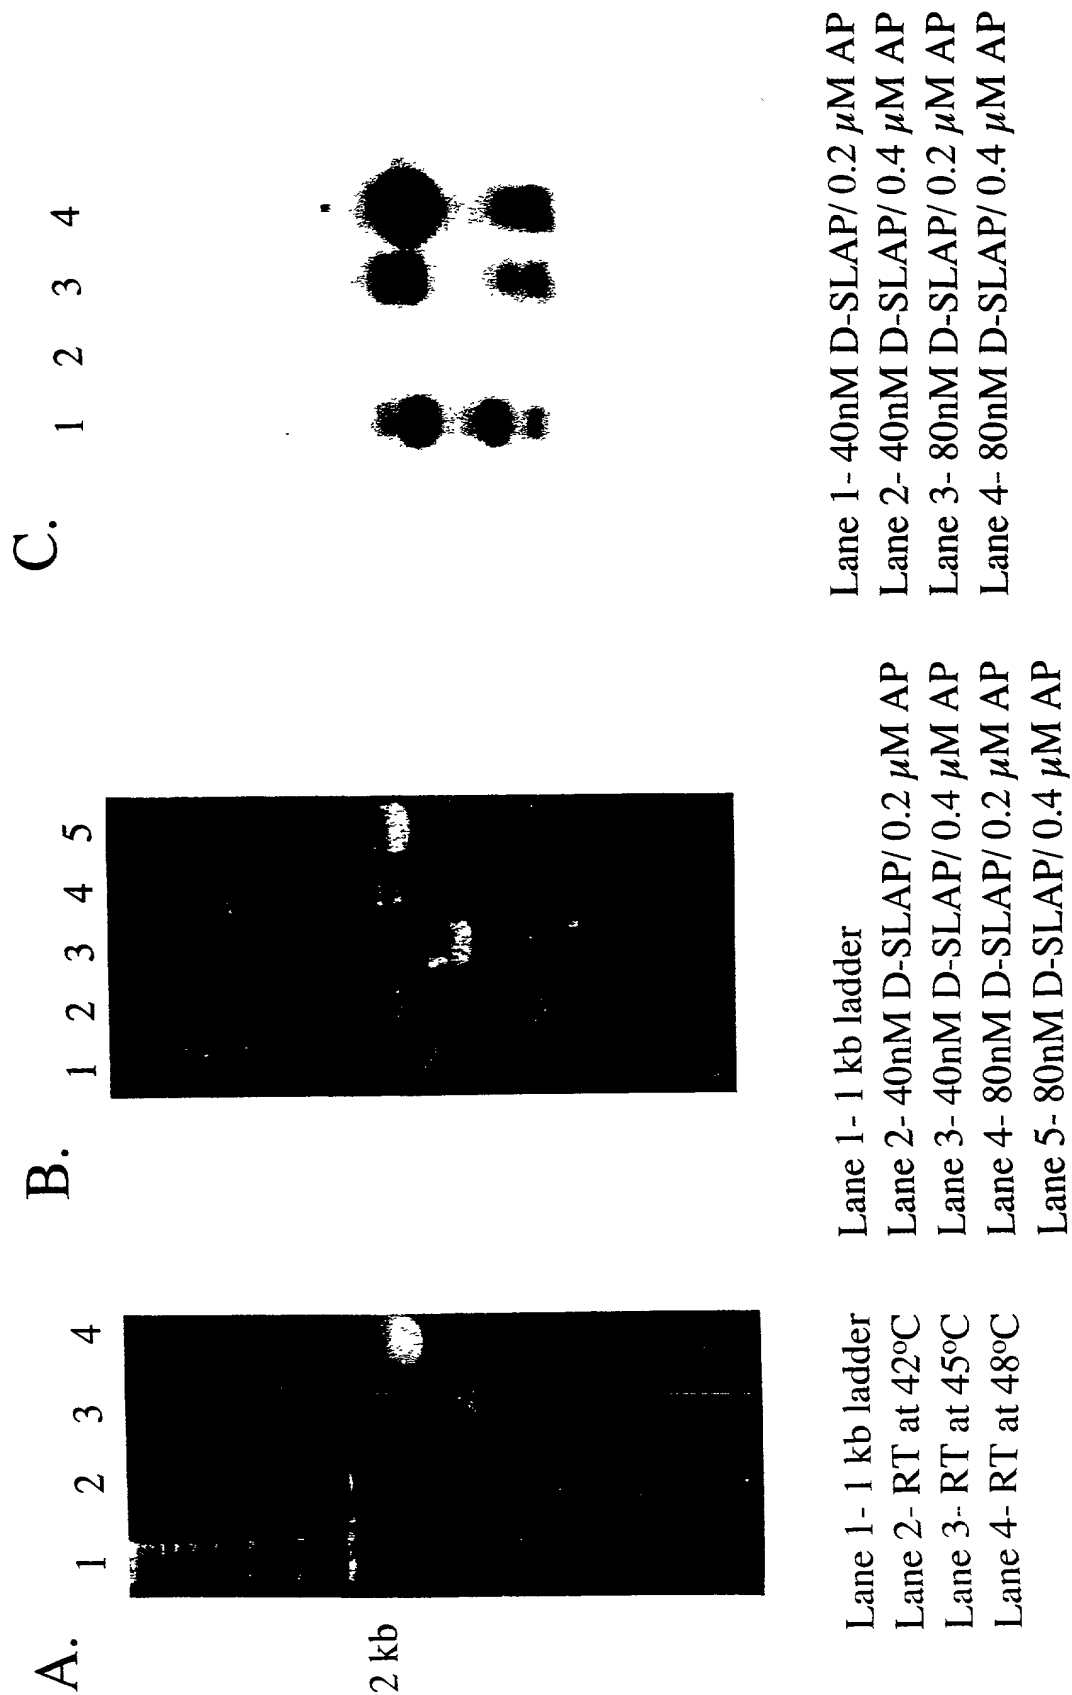 A.
1 2 3 4
2 kb
Lane 1- 1 kb ladder
Lane 2- RT at 42ºC
Lane 3- RT at 45ºC
Lane 4- RT at 48ºC
B.
1 2 3 4 5
Lane 1- 1 kb ladder
Lane 2- 40nM D-SLAP/ 0.2 µM AP
Lane 3- 40nM D-SLAP/ 0.4 µM AP
Lane 4- 80nM D-SLAP/ 0.2 µM AP
Lane 5- 80nM D-SLAP/ 0.4 µM AP
C.
1 2 3 4
Lane 1- 40nM D-SLAP/ 0.2 µM AP
Lane 2- 40nM D-SLAP/ 0.4 µM AP
Lane 3- 80nM D-SLAP/ 0.2 µM AP
Lane 4- 80nM D-SLAP/ 0.4 µM AP